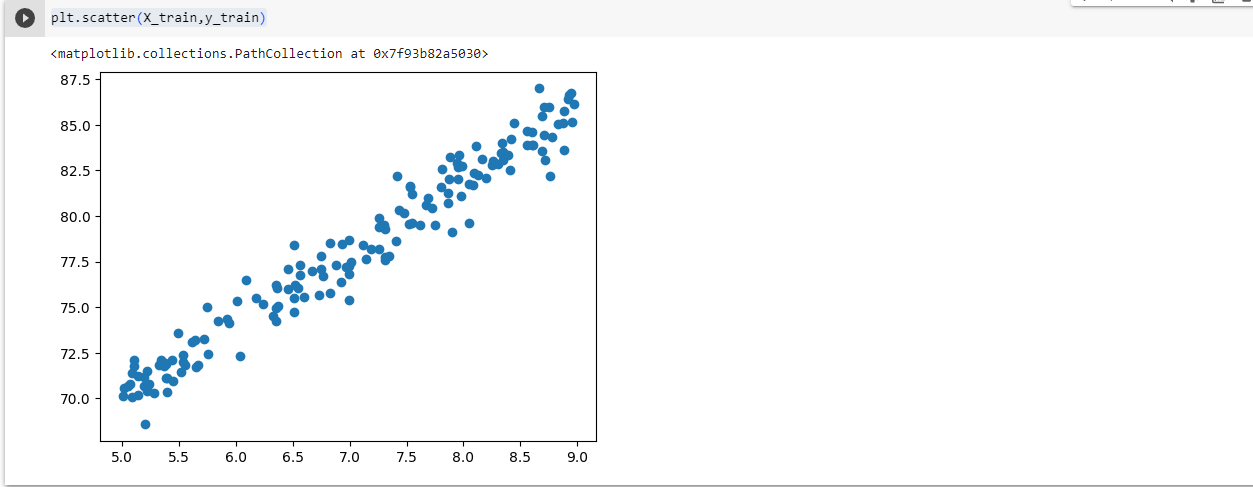 plt.scatter(X_train,y_train)
<matplotlib.collections.PathCollection at 0x7f93b82a5030>
87.5
85.0
82.5
80.0
77.5
75.0
72.5
70.0
5.0 5.5 6.0 6.5 7.0 7.5 8.0 8.5 9.0